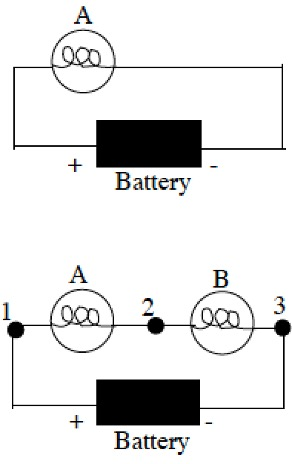 A
+ -
Battery
A B
1 2 3
+ -
Battery